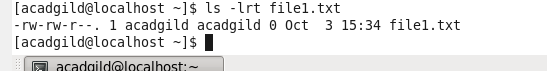 [acadgild@localhost ~]$ ls -lrt file1.txt
-rw-rw-r--. 1 acadgild acadgild 0 Oct  3 15:34 file1.txt
[acadgild@localhost ~]$
acadgild@localhost:~